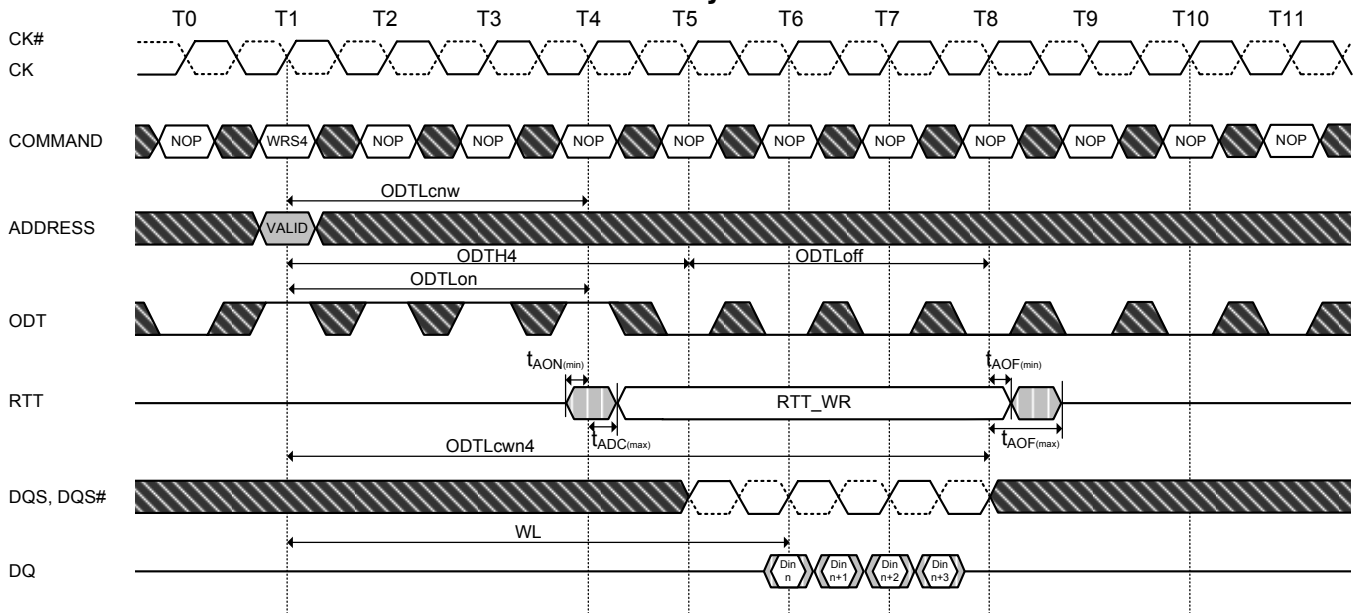 T0 T1 T2 T3 T4 T5 T6 T7 T8 T9 T10 T11
CK#
CK
COMMAND NOP WRS4 NOP NOP NOP NOP NOP NOP NOP NOP NOP NOP
ODTLcnw
ADDRESS VALID
ODTH4 ODTLoff
ODTLon
ODT
tAON(min) tAOF(min)
RTT RTT_WR
tADC(max) tAOF(max)
ODTLcwn4
DQS, DQS#
WL
DQ Din n Din n+1 Din n+2 Din n+3